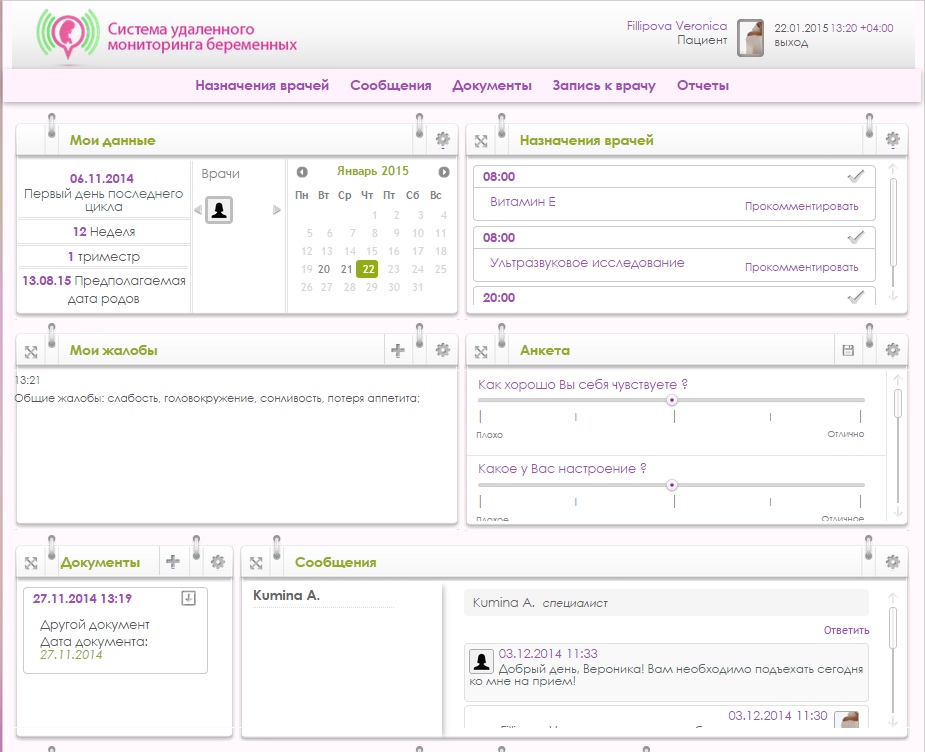 Система удаленного
мониторинга беременных
Fillipova Veronica
Пациент
22.01.2015 13:20 +04:00
выход
Назначения врачей Сообщения Документы Запись к врачу Отчеты
Мои данные
06.11.2014
Первый день последнего
цикла
12 Неделя
1 триместр
13.08.15 Предполагаемая
дата родов
Врачи
Январь 2015
Пн Вт Ср Чт Пт Сб Вс
1 2 3 4
5 6 7 8 9 10 11
12 13 14 15 16 17 18
19 20 21 22 23 24 25
26 27 28 29 30 31
Назначения врачей
08:00
Витамин Е
Прокомментировать
08:00
Ультразвуковое исследование
Прокомментировать
20:00
Мои жалобы
13:21
Общие жалобы: слабость, головокружение, сонливость, потеря аппетита;
Анкета
Как хорошо Вы себя чувствуете ?
Плохо Отлично
Какое у Вас настроение ?
Плохое Отличное
Документы
27.11.2014 13:19
Другой документ
Дата документа:
27.11.2014
Сообщения
Kumina A.
Kumina A. специалист
Ответить
03.12.2014 11:33
Добрый день, Вероника! Вам необходимо подъехать сегодня
ко мне на прием!
03.12.2014 11:30